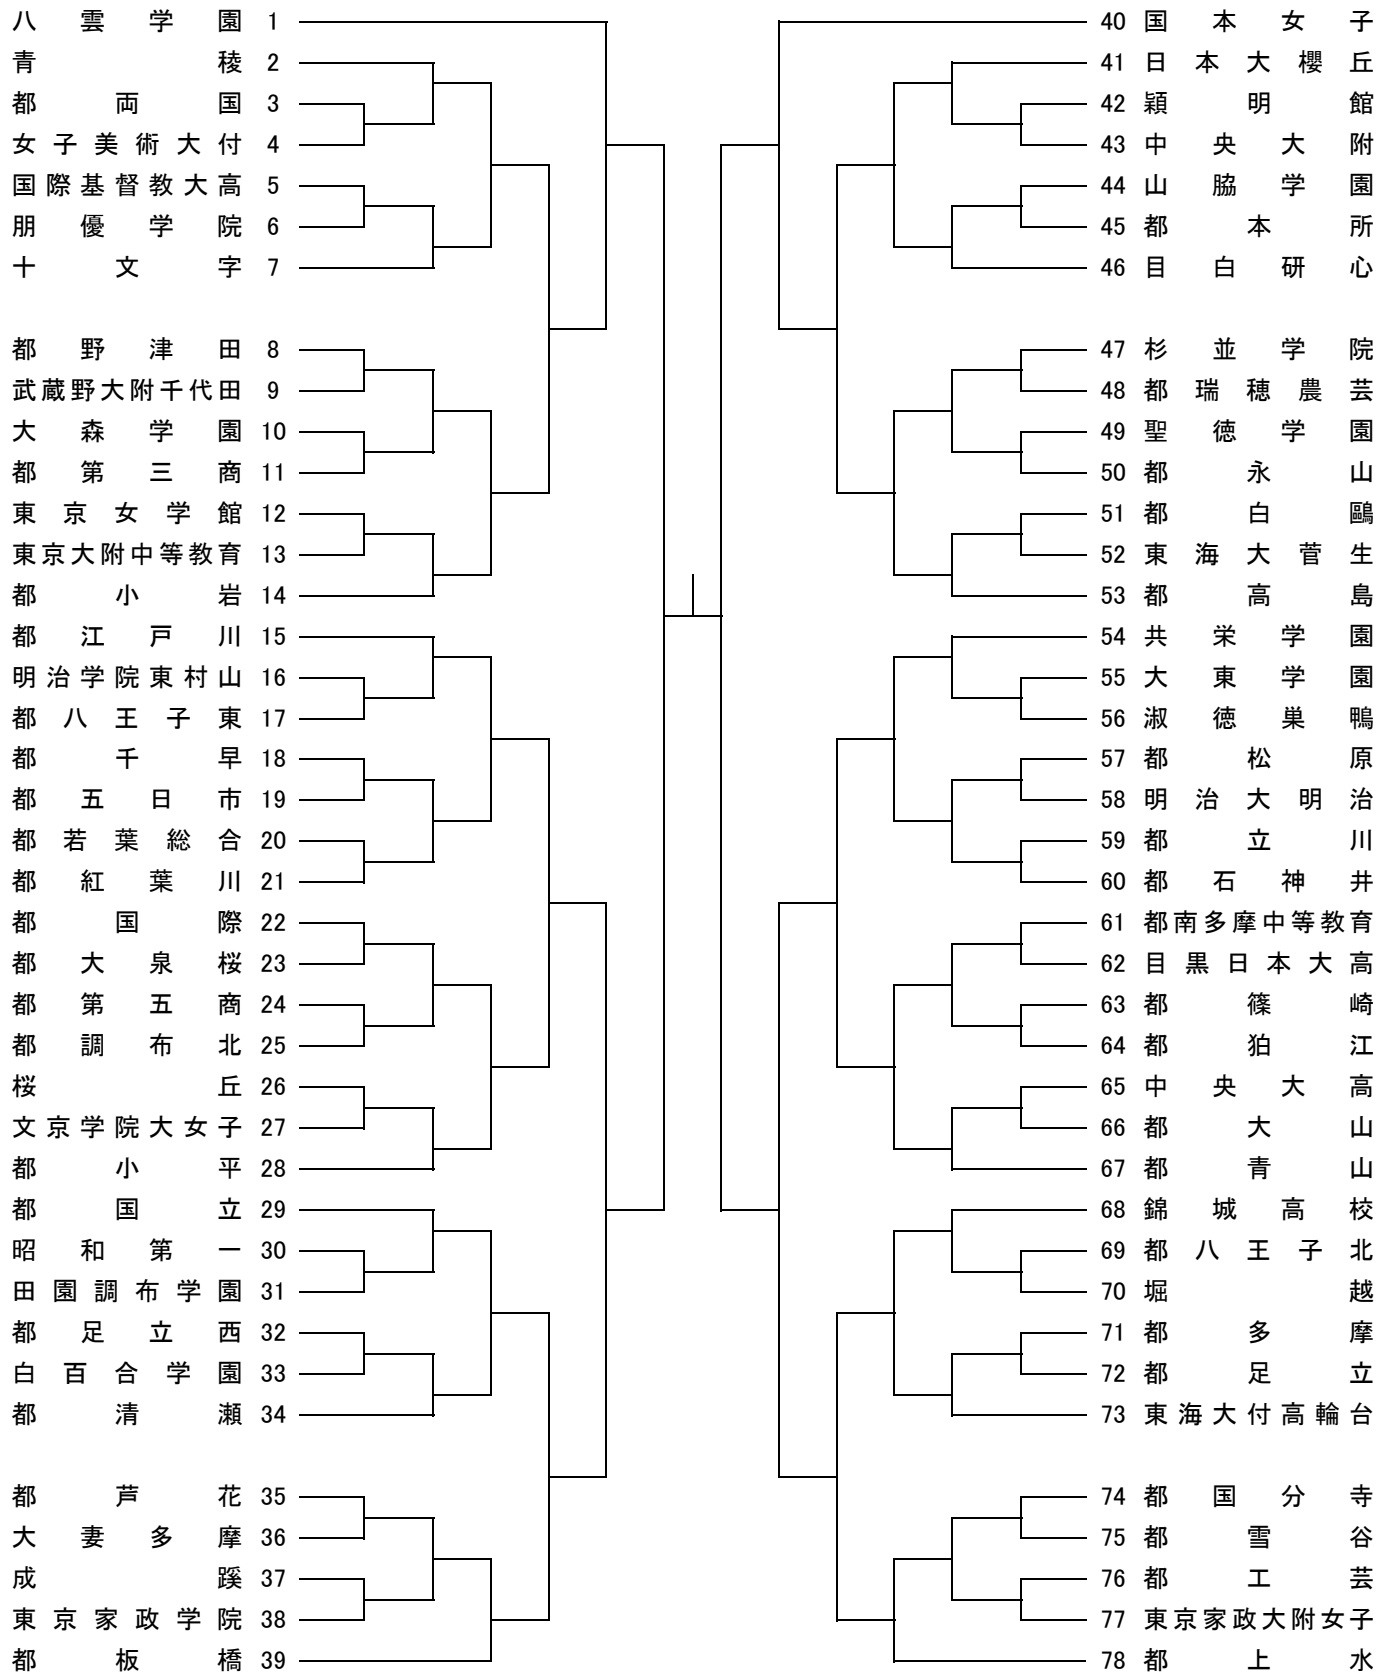 八雲学園 1
青稜 2
都両国 3
女子美術大付 4
国際基督教大高 5
朋優学院 6
十文字 7
都野津田 8
武蔵野大附千代田 9
大森学園 10
都第三商 11
東京女学館 12
東京大附中等教育 13
都小岩 14
都江戸川 15
明治学院東村山 16
都八王子東 17
都千早 18
都五日市 19
都若葉総合 20
都紅葉川 21
都国際 22
都大泉桜 23
都第五商 24
都調布北 25
桜丘 26
文京学院大女子 27
都小平 28
都国立 29
昭和第一 30
田園調布学園 31
都足立西 32
白百合学園 33
都清瀬 34
都芦花 35
大妻多摩 36
成蹊 37
東京家政学院 38
都板橋 39
40 国本女子
41 日本大櫻丘
42 穎明館
43 中央大附
44 山脇学園
45 都本所
46 目白研心
47 杉並学院
48 都瑞穂農芸
49 聖徳学園
50 都永山
51 都白鷗
52 東海大菅生
53 都高島
54 共栄学園
55 大東学園
56 淑徳巣鴨
57 都松原
58 明治大明治
59 都立川
60 都石神井
61 都南多摩中等教育
62 目黒日本大高
63 都篠崎
64 都狛江
65 中央大高
66 都大山
67 都青山
68 錦城高校
69 都八王子北
70 堀越
71 都多摩
72 都足立
73 東海大付高輪台
74 都国分寺
75 都雪谷
76 都工芸
77 東京家政大附女子
78 都上水